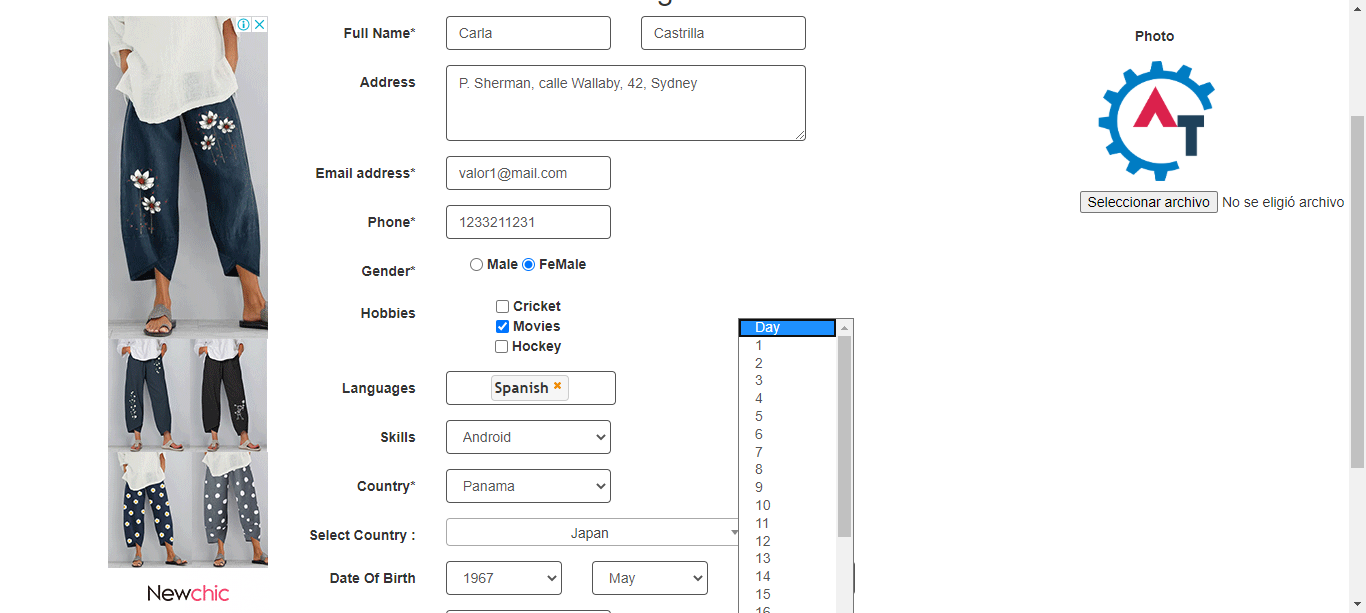 Full Name* Carla Castrilla
Photo
Address P. Sherman, calle Wallaby, 42, Sydney
Email address* valor1@mail.com
Seleccionar archivo No se eligió archivo
Phone* 1233211231
Gender* Male FeMale
Hobbies Cricket
Movies
Hockey
Languages Spanish
Skills Android
Country* Panama
Select Country : Japan
Date Of Birth 1967 May
Day
1
2
3
4
5
6
7
8
9
10
11
12
13
14
15
16
AT
Newchic